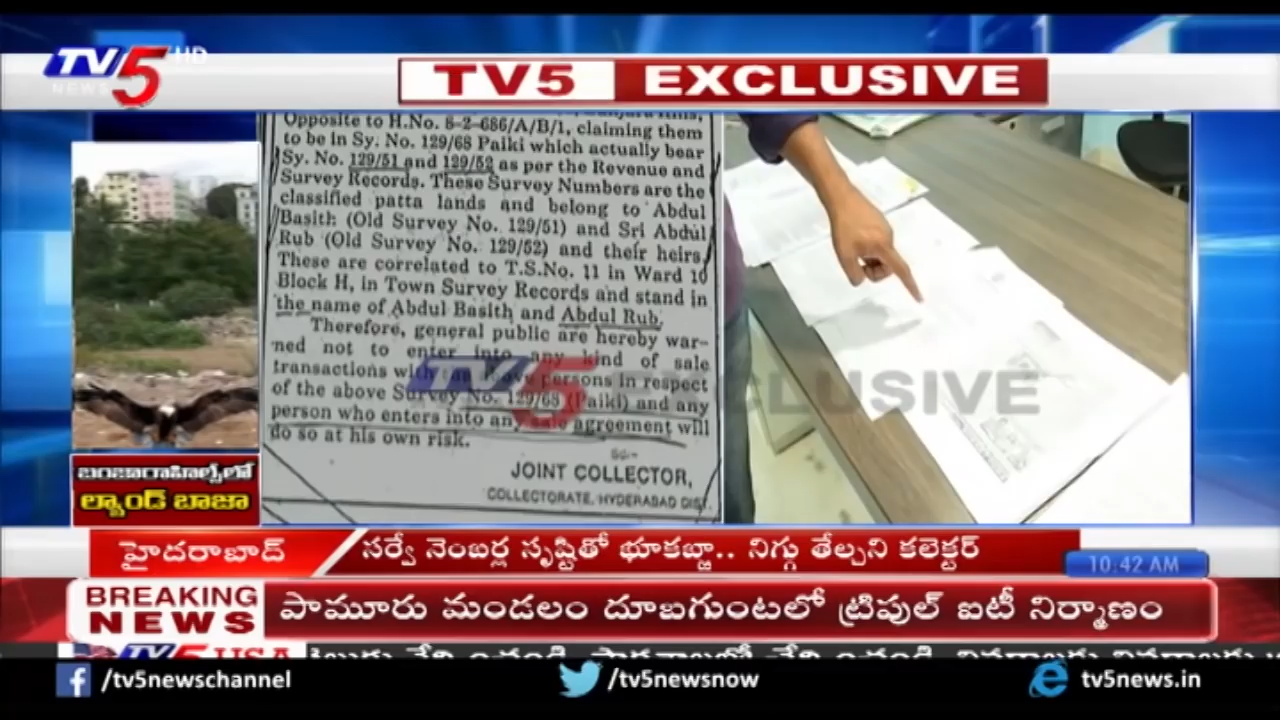 TV5 HD
NEWS
TV5 EXCLUSIVE
Opposite to H.No. 8-2-686/A/B/1, claiming them
to be in Sy. No. 129/68 Paiki which actually bear
Sy. No. 129/51 and 129/52 as per the Revenue and
Survey Records. These Survey Numbers are the
classified patta lands and belong to Abdul
Basith (Old Survey No. 129/51) and Sri Abdul
Rub (Old Survey No. 129/52) and their heirs.
These are correlated to T.S.No. 11 in Ward 10
Block H, in Town Survey Records and stand in
the name of Abdul Basith and Abdul Rub.
Therefore, general public are hereby war-
ned not to enter into any kind of sale
transactions with the above persons in respect
of the above Survey No. 129/68 (Paiki) and any
person who enters into any sale agreement will
do so at his own risk.
Sd/-
JOINT COLLECTOR,
COLLECTORATE, HYDERABAD DIST.
TV5 EXCLUSIVE
బంజారాహిల్స్‌లో
ల్యాండ్ బాజా
హైదరాబాద్
సర్వే నెంబర్ల సృష్టితో భూకబ్జా.. నిగ్గు తేల్చని కలెక్టర్
10:42 AM
BREAKING
NEWS
పామూరు మండలం దూబగుంటలో ట్రిపుల్ ఐటీ నిర్మాణం
TV5 USA
/tv5newschannel
/tv5newsnow
tv5news.in